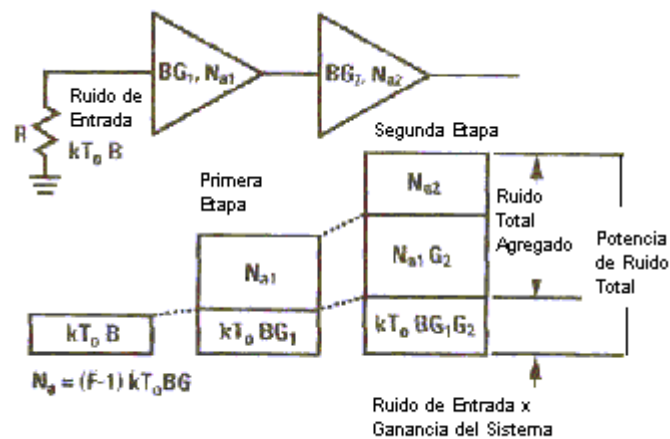 BG₁, Nₐ₁
BG₂, Nₐ₂
R
Ruido de
Entrada
kT₀ B
Segunda Etapa
Primera
Etapa
Nₐ₂
Ruido
Total
Agregado
Potencia
de Ruido
Total
Nₐ₁
Nₐ₁ G₂
kT₀ B
kT₀ BG₁
kT₀ BG₁G₂
Nₐ = (F-1) kT₀BG
Ruido de Entrada x
Ganancia del Sistema